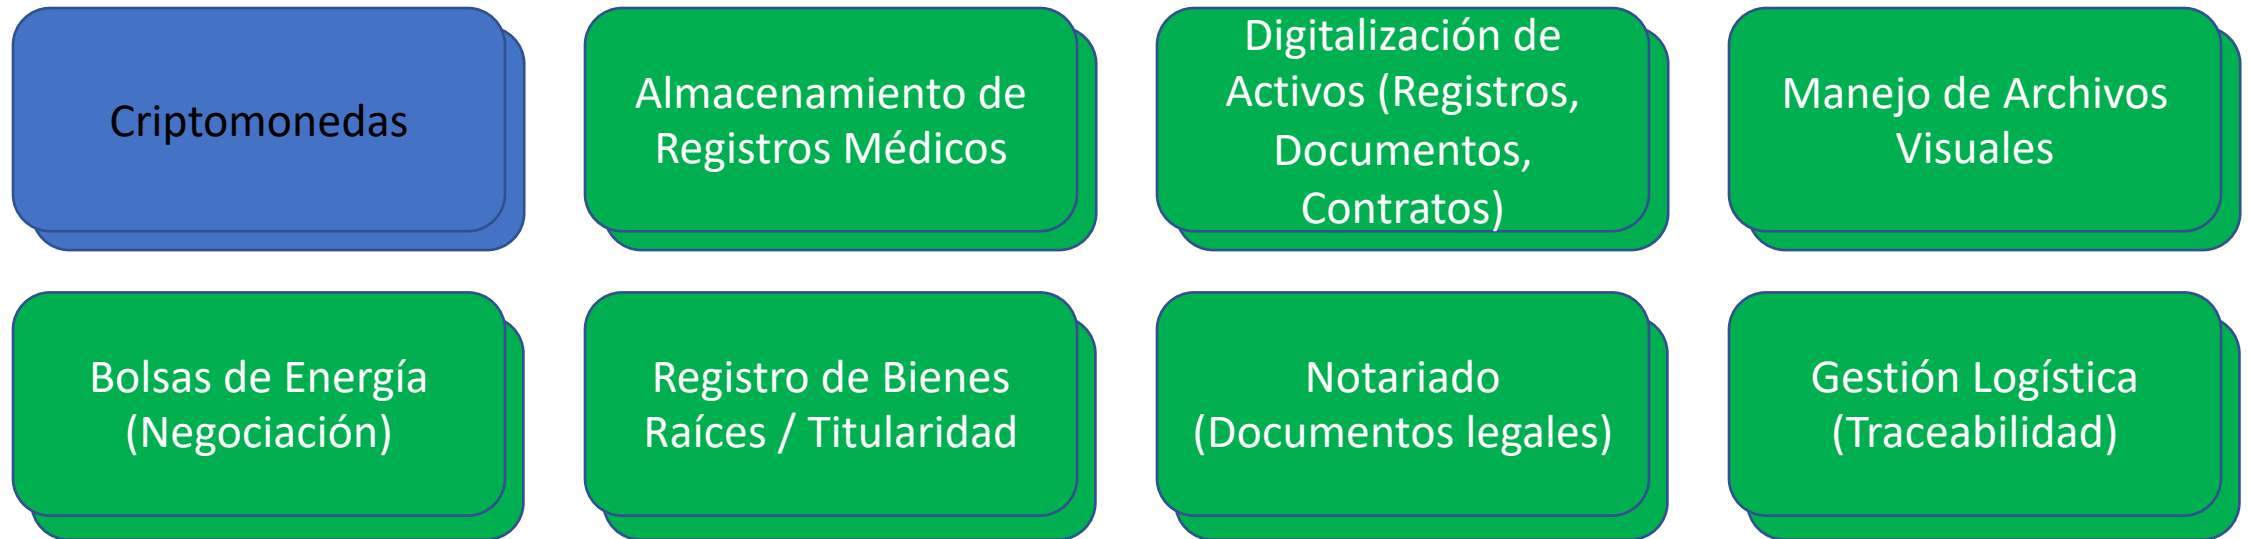 Criptomonedas
Almacenamiento de
Registros Médicos
Digitalización de
Activos (Registros,
Documentos,
Contratos)
Manejo de Archivos
Visuales
Bolsas de Energía
(Negociación)
Registro de Bienes
Raíces / Titularidad
Notariado
(Documentos legales)
Gestión Logística
(Traceabilidad)